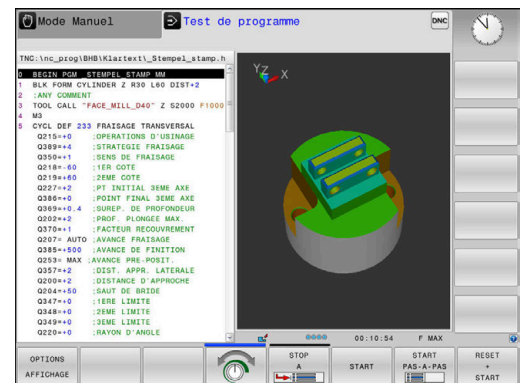 Mode Manuel
Test de programme
DNC
TNC:\nc_prog\BHB\Klartext\_Stempel_stamp.h
0 BEGIN PGM _STEMPEL_STAMP MM
1 BLK FORM CYLINDER Z R30 L60 DIST+2
2 ;ANY COMMENT
3 TOOL CALL "FACE_MILL_D40" Z S2000 F1000
4 M3
5 CYCL DEF 233 FRAISAGE TRANSVERSAL
Q215=+0 ;OPERATIONS D'USINAGE
Q389=+4 ;STRATEGIE FRAISAGE
Q350=+1 ;SENS DE FRAISAGE
Q218=-60 ;1ER COTE
Q219=+60 ;2EME COTE
Q227=+2 ;PT INITIAL 3EME AXE
Q386=+0 ;POINT FINAL 3EME AXE
Q369=+0.4 ;SUREP. DE PROFONDEUR
Q202=+2 ;PROF. PLONGEE MAX.
Q370=+1 ;FACTEUR RECOUVREMENT
Q207= AUTO ;AVANCE FRAISAGE
Q385=+500 ;AVANCE DE FINITION
Q253= MAX ;AVANCE PRE-POSIT.
Q357=+2 ;DIST. APPR. LATERALE
Q200=+2 ;DISTANCE D'APPROCHE
Q204=+50 ;SAUT DE BRIDE
Q347=+0 ;1ERE LIMITE
Q348=+0 ;2EME LIMITE
Q349=+0 ;3EME LIMITE
Q220=+0 ;RAYON D'ANGLE
Y Z X
00:10:54 F MAX
OPTIONS
AFFICHAGE
STOP
A
START
START
PAS-A-PAS
RESET
+
START